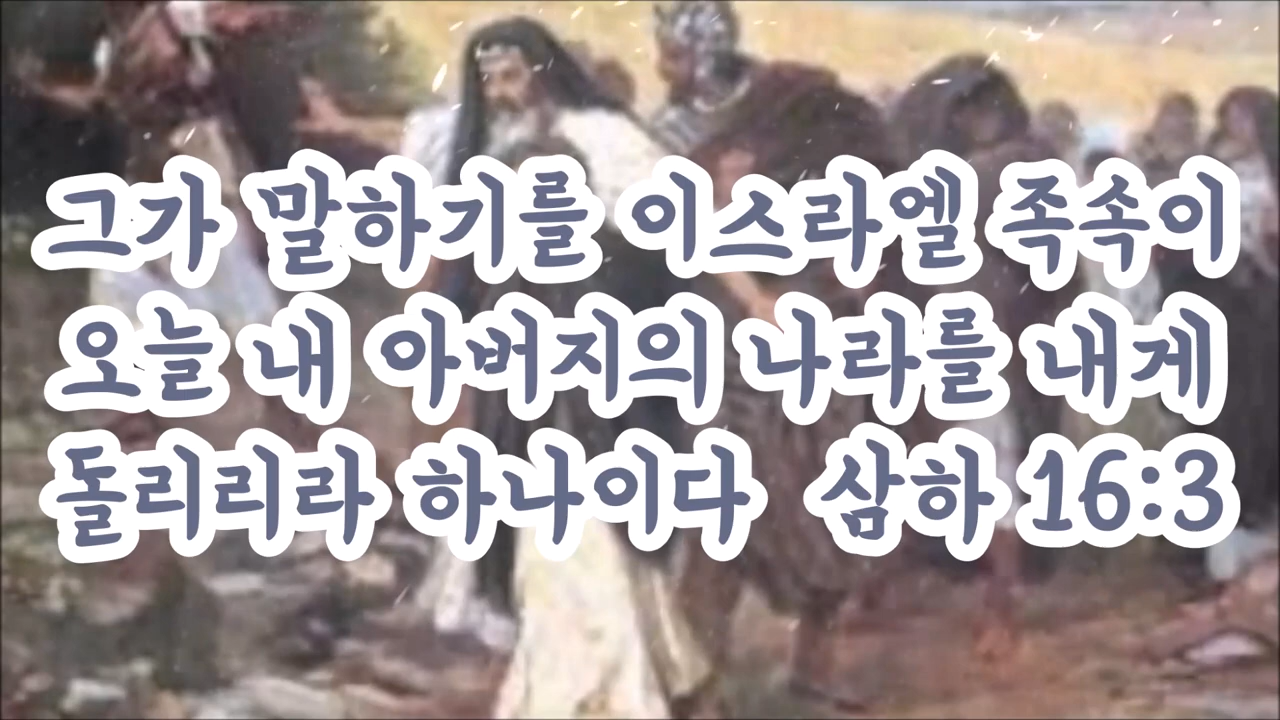 그가 말하기를 이스라엘 족속이
오늘 내 아버지의 나라를 내게
돌리리라 하나이다 삼하 16:3